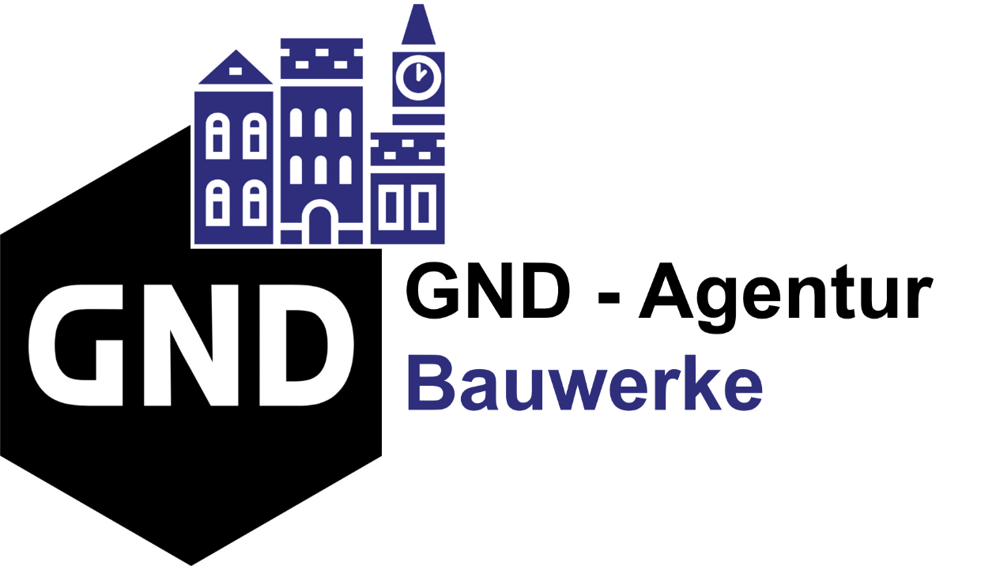 GND
GND - Agentur
Bauwerke